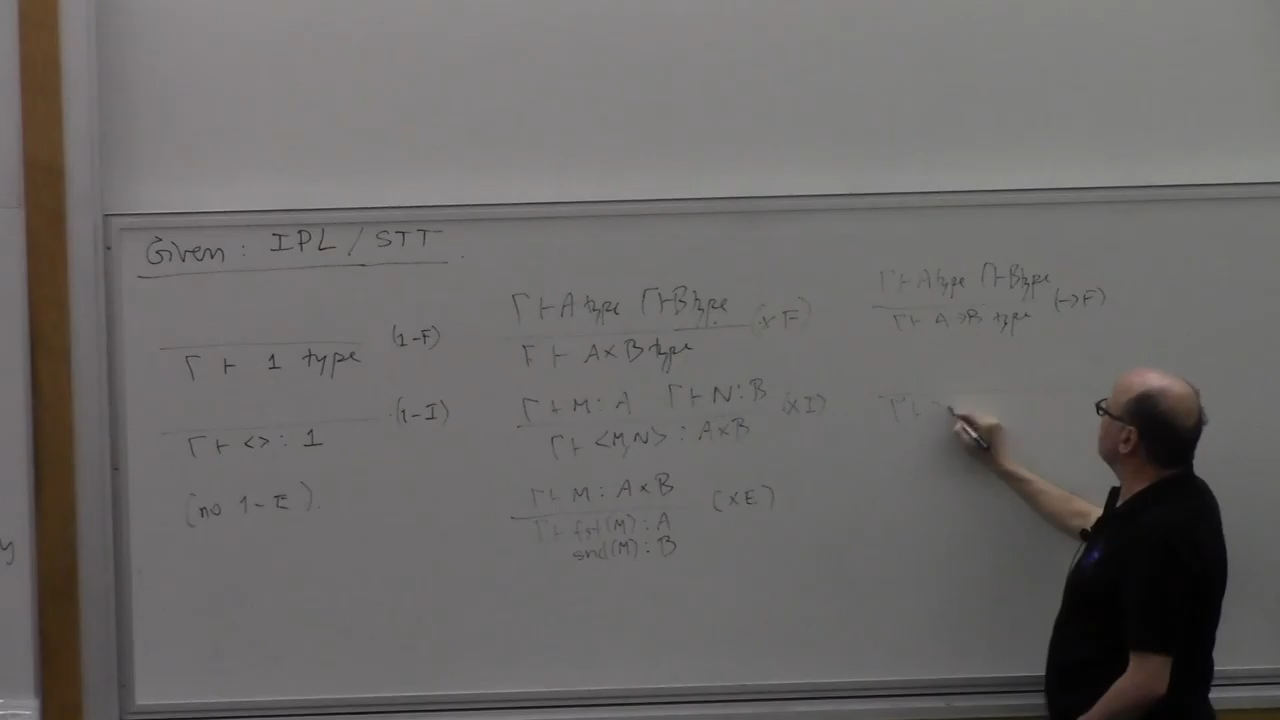 Given: IPL / STT
Γ ⊢ 1 type (1-F)
Γ ⊢ <> : 1 (1-I)
(no 1-E).
Γ ⊢ A type Γ ⊢ B type
Γ ⊢ A×B type (×F)
Γ ⊢ M : A Γ ⊢ N : B
Γ ⊢ <M,N> : A×B (×I)
Γ ⊢ M : A×B
Γ ⊢ fst(M) : A (×E)
snd(M) : B
Γ ⊢ A type Γ ⊢ B type
Γ ⊢ A→B type (→F)
Γ ⊢